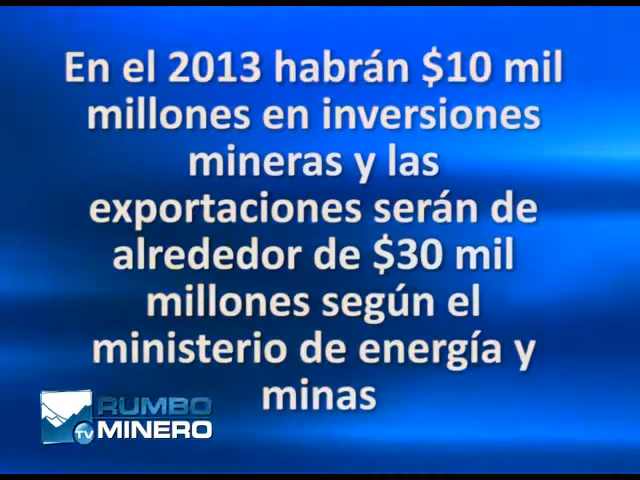 En el 2013 habrán $10 mil
millones en inversiones
mineras y las
exportaciones serán de
alrededor de $30 mil
millones según el
ministerio de energía y
minas
RUMBO
TV MINERO